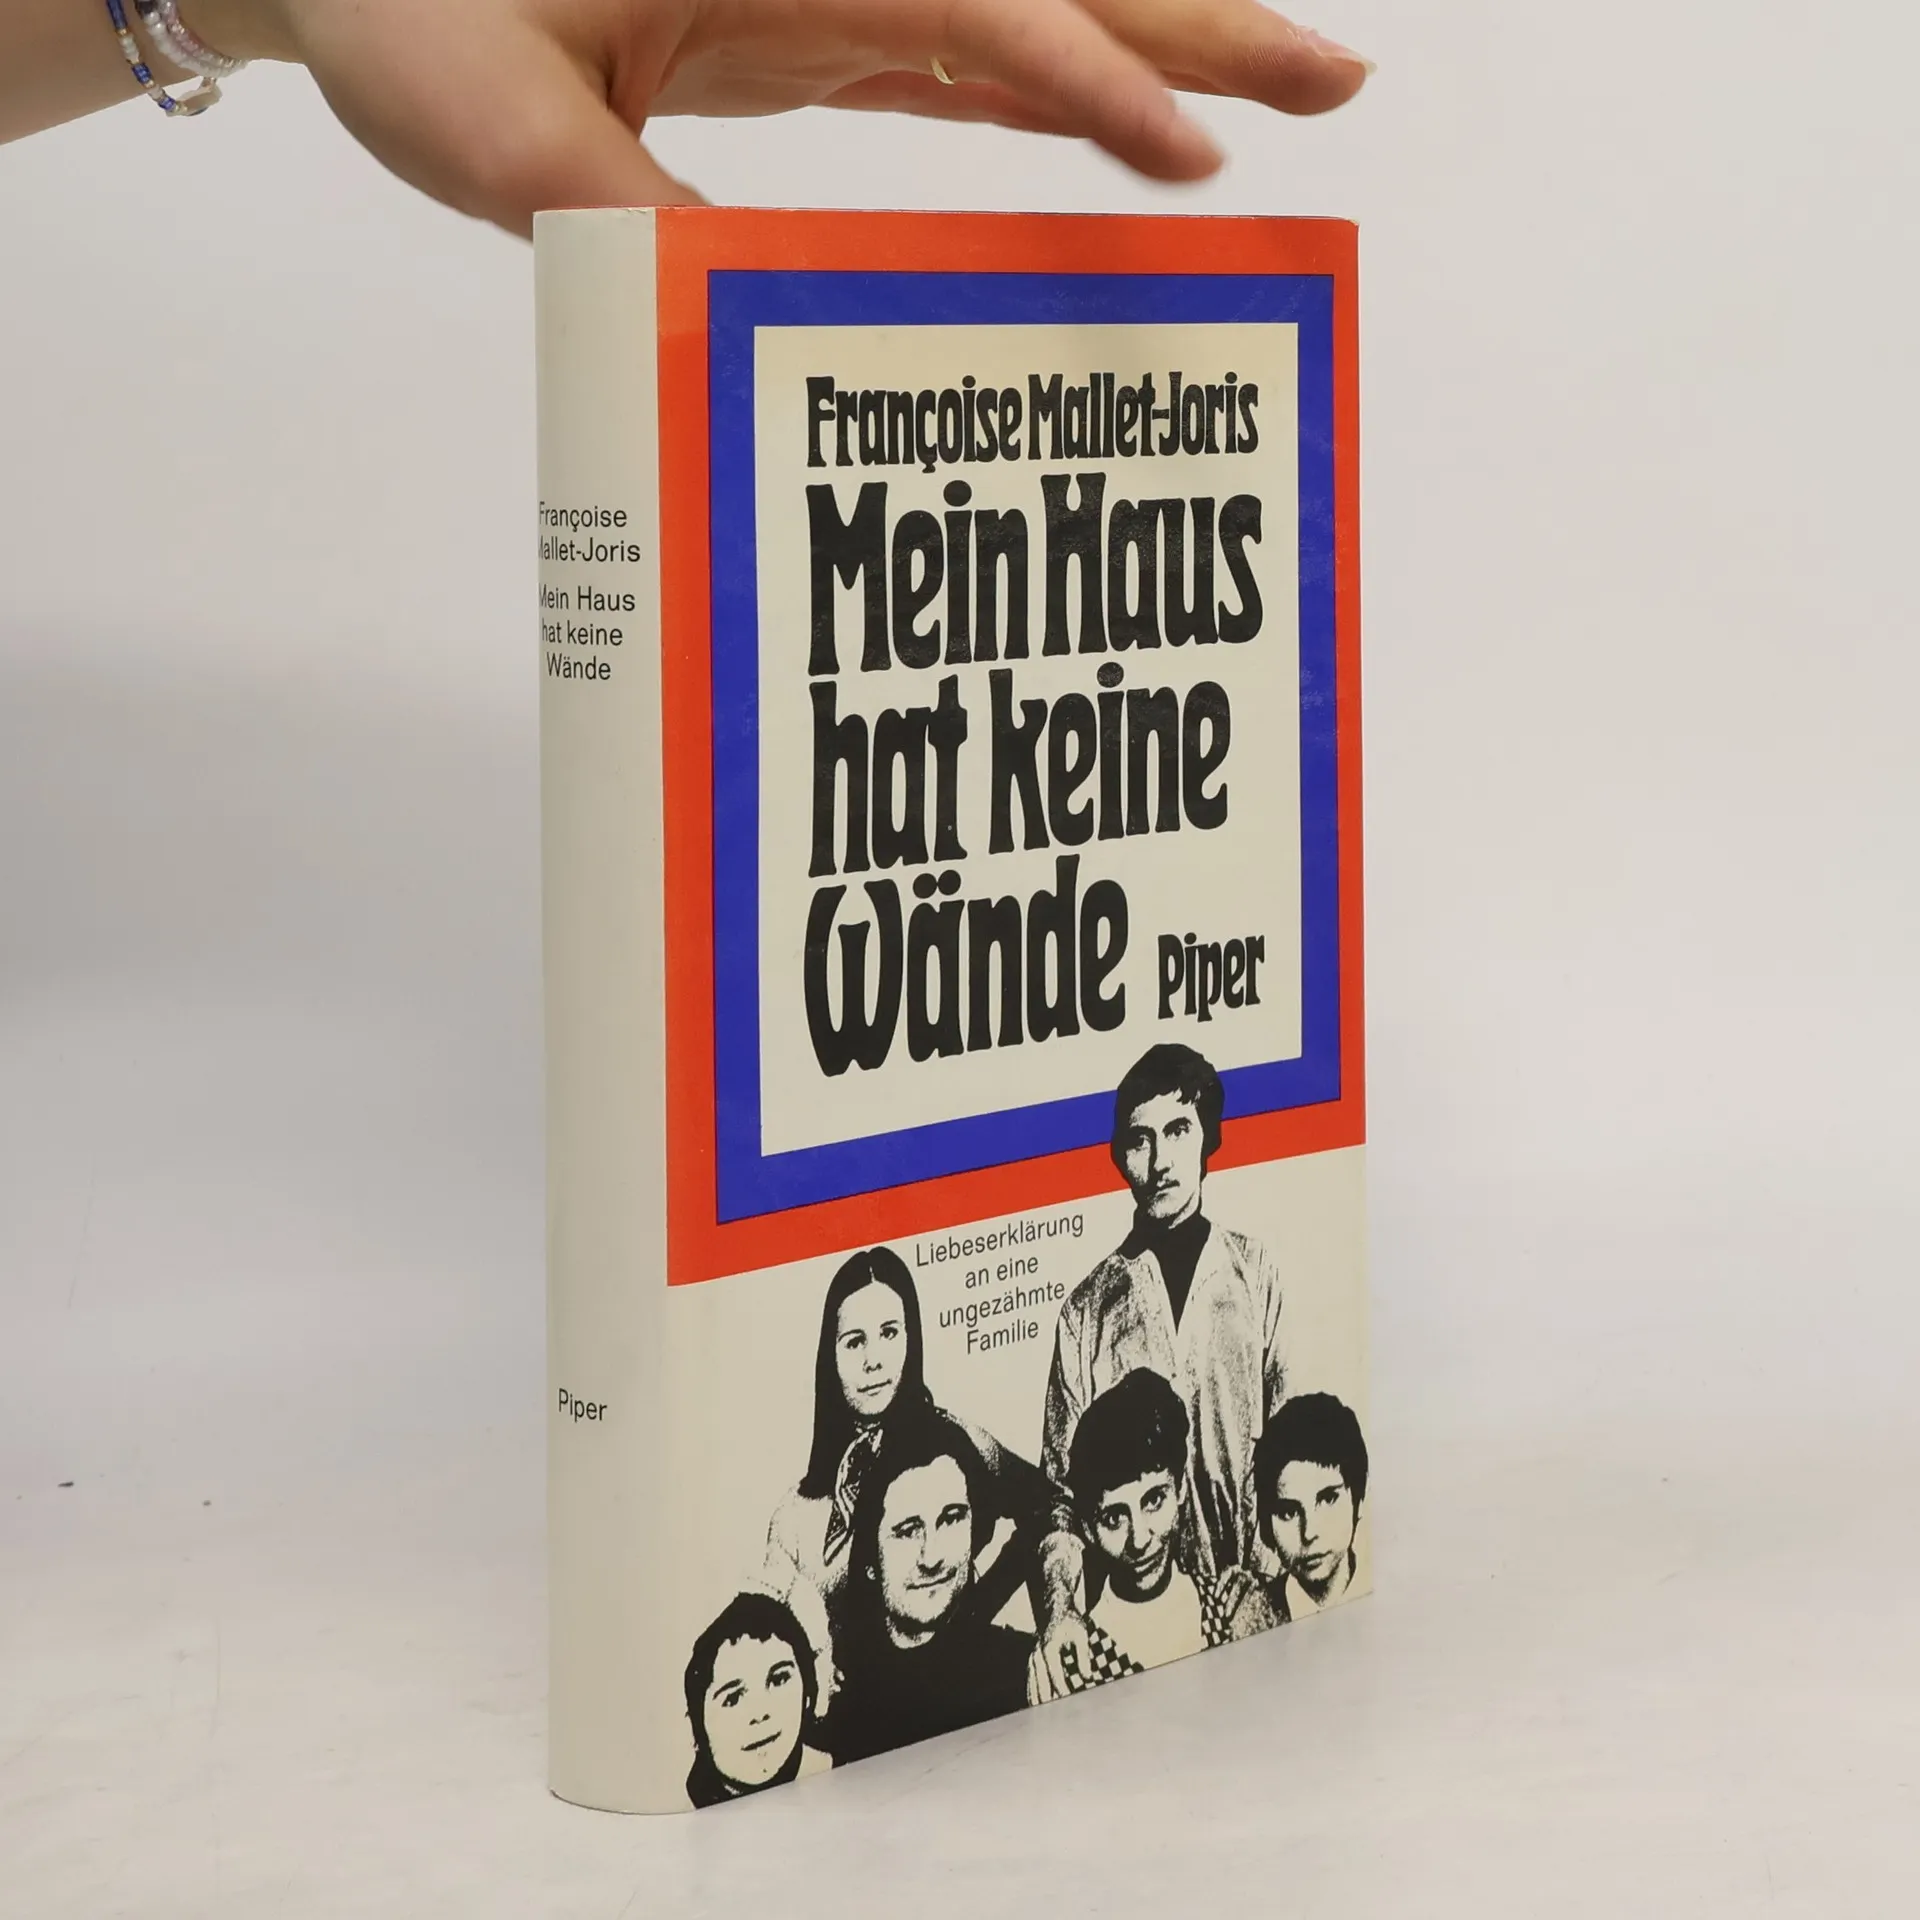 Françoise
Mallet-Joris
Mein Haus
hat keine
Wände
Piper
Françoise Mallet-Joris
Mein Haus
hat keine
Wände Piper
Liebeserklärung
an eine
ungezähmte
Familie